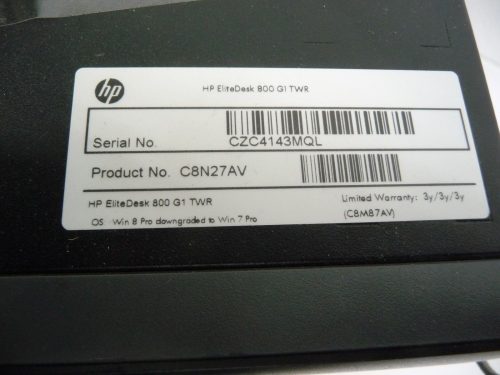 hp
HP EliteDesk 800 G1 TWR
Serial No. CZC4143MQL
Product No. C8N27AV
HP EliteDesk 800 G1 TWR
Limited Warranty: 3y/3y/3y
OS Win 8 Pro downgraded to Win 7 Pro
(C8M87AV)